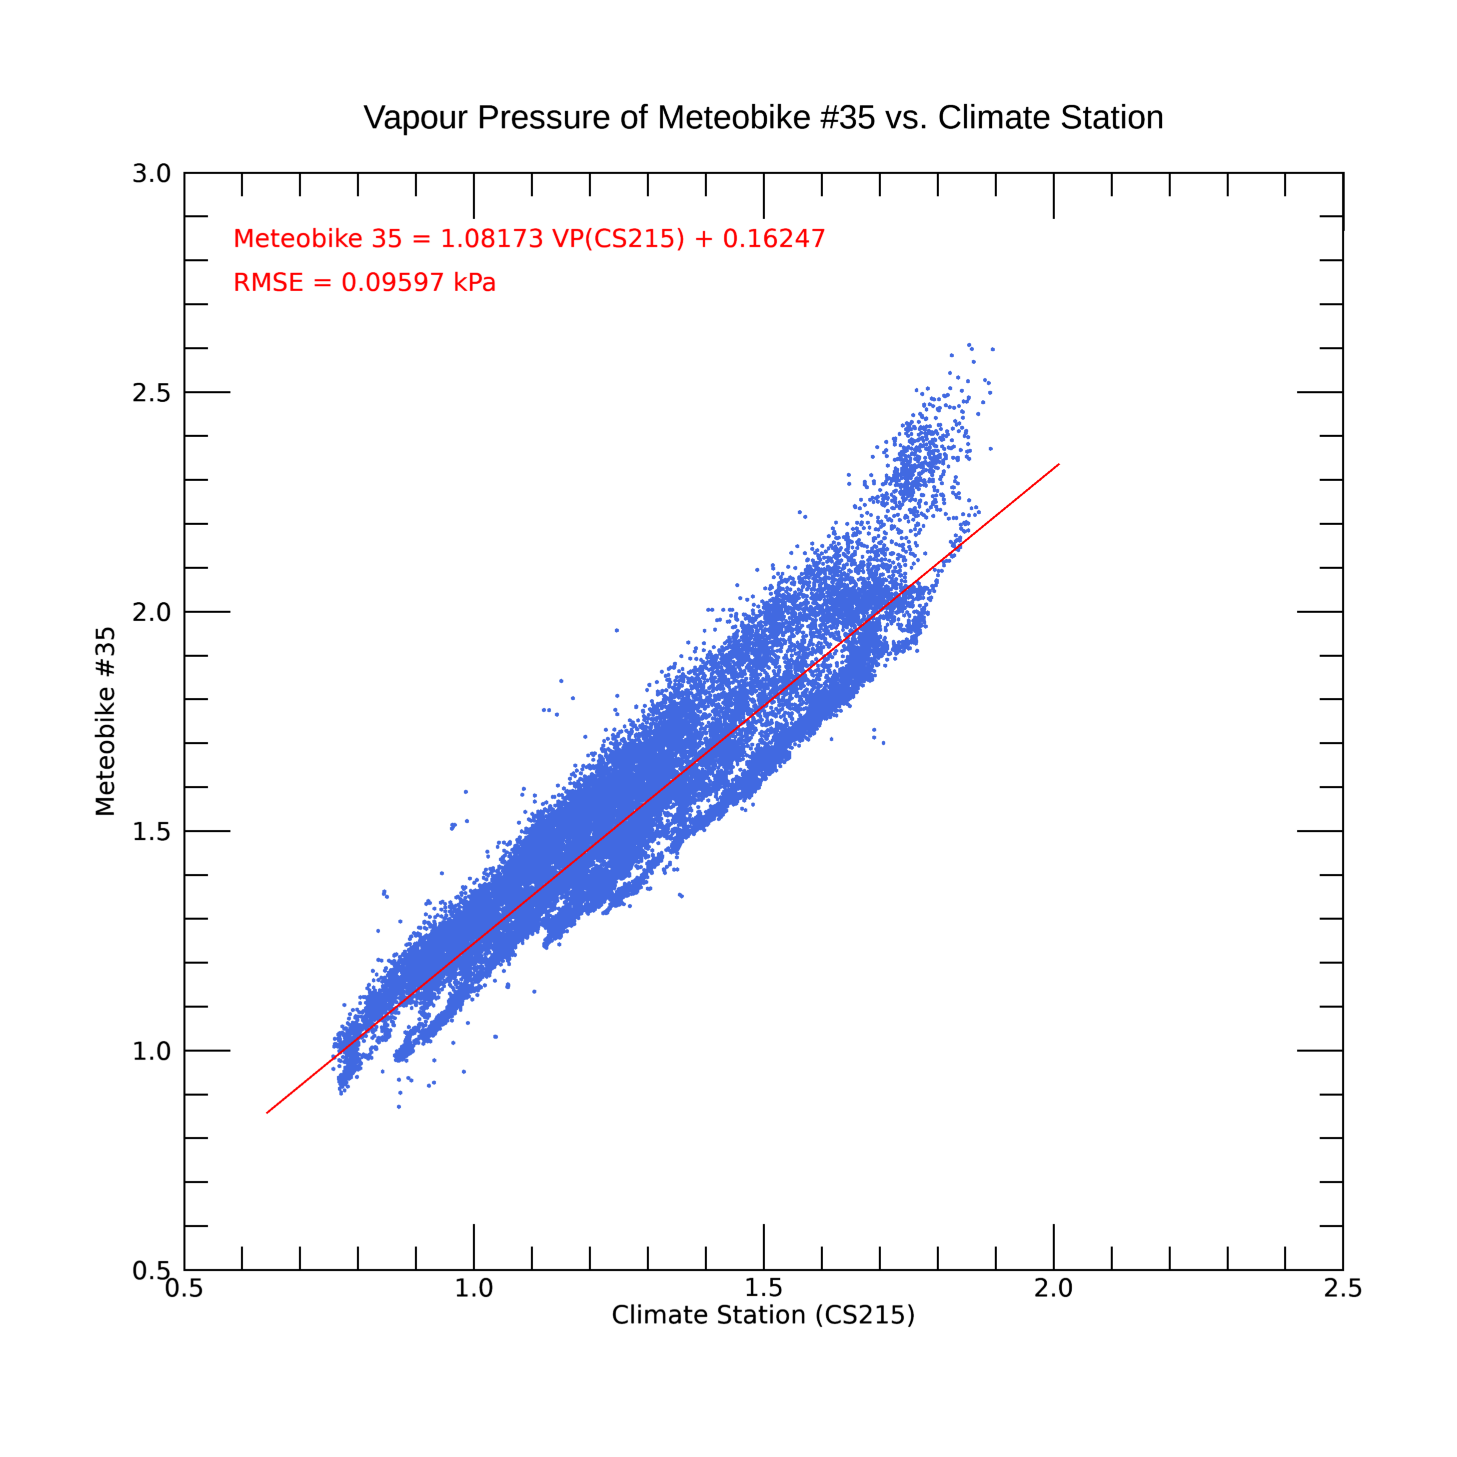 Vapour Pressure of Meteobike #35 vs. Climate Station
3.0
Meteobike 35 = 1.08173 VP(CS215) + 0.16247
RMSE = 0.09597 kPa
2.5
2.0
Meteobike #35
1.5
1.0
0.5
0.5 1.0 1.5 2.0 2.5
Climate Station (CS215)